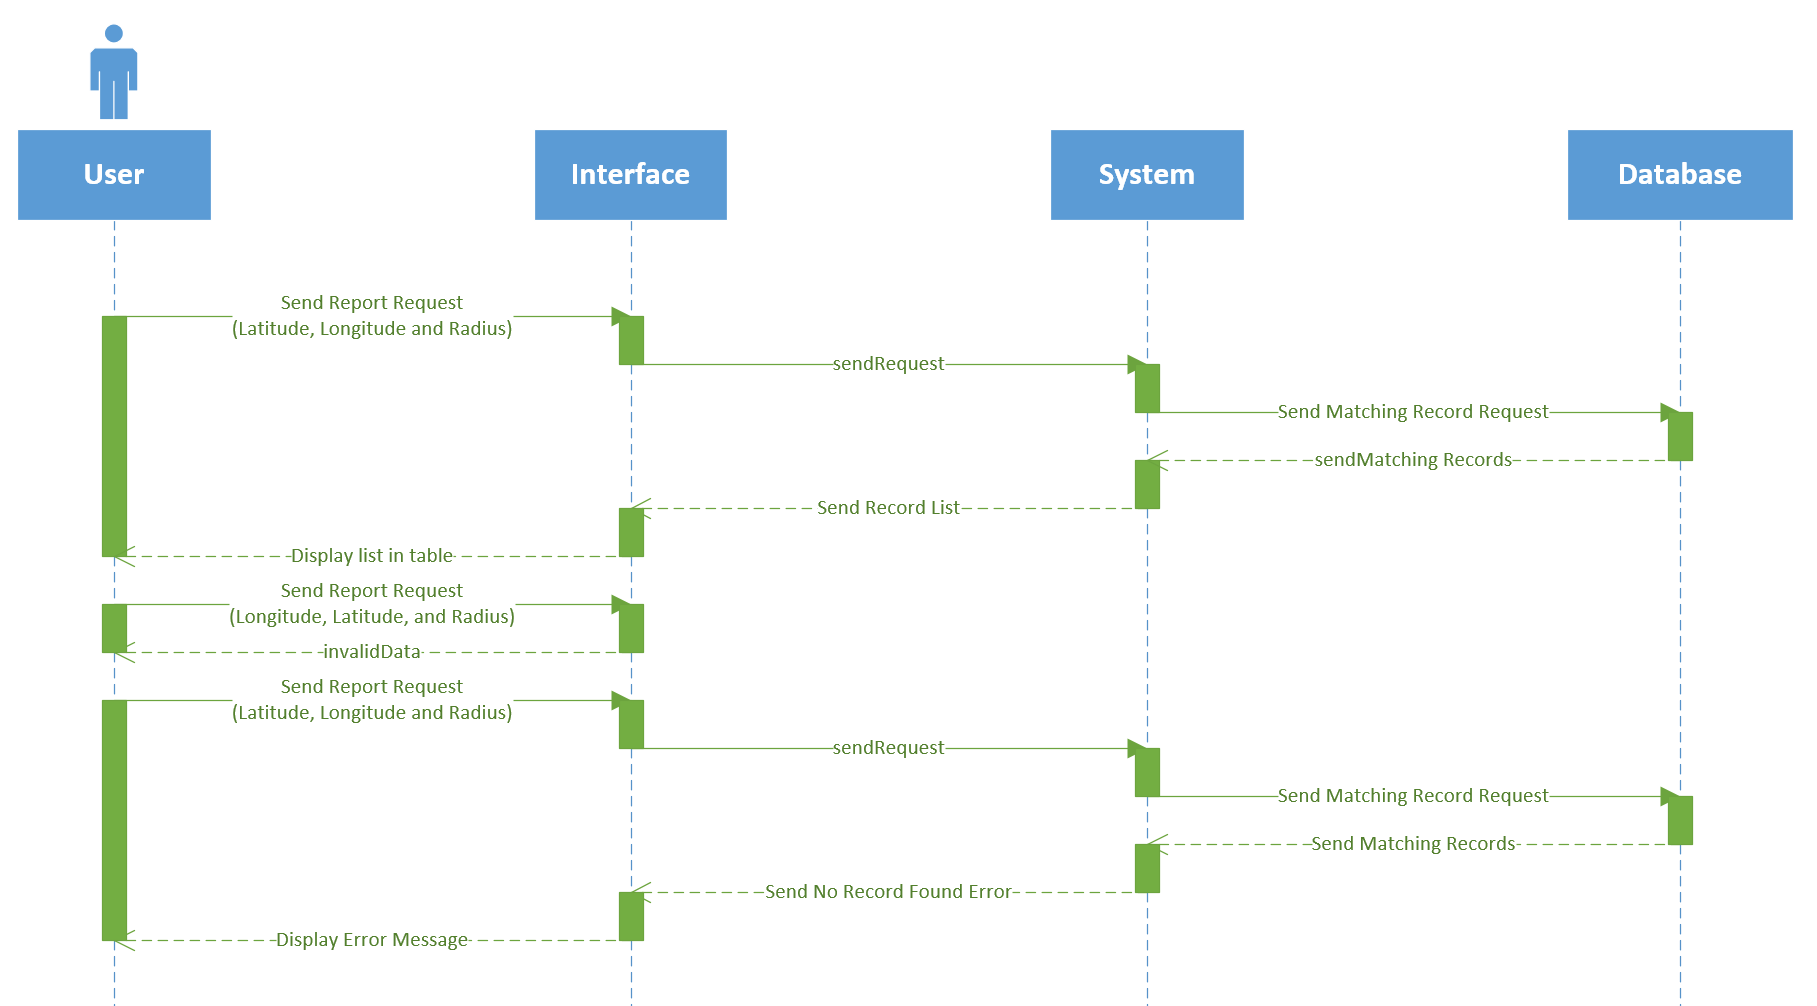 User
Interface
System
Database
Send Report Request
(Latitude, Longitude and Radius)
sendRequest
Send Matching Record Request
sendMatching Records
Send Record List
Display list in table
Send Report Request
(Longitude, Latitude, and Radius)
invalidData
Send Report Request
(Latitude, Longitude and Radius)
sendRequest
Send Matching Record Request
Send Matching Records
Send No Record Found Error
Display Error Message